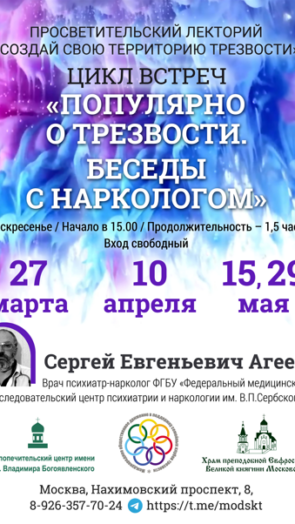 ПРОСВЕТИТЕЛЬСКИЙ ЛЕКТОРИЙ
СОЗДАЙ СВОЮ ТЕРРИТОРИЮ ТРЕЗВОСТИ»
ЦИКЛ ВСТРЕЧ
«ПОПУЛЯРНО
О ТРЕЗВОСТИ.
БЕСЕДЫ
С НАРКОЛОГОМ»
скресенье / Начало в 15.00 / Продолжительность – 1,5 час
Вход свободный
27 10 15, 29
марта апреля мая
Сергей Евгеньевич Агее
Врач психиатр-нарколог ФГБУ «Федеральный медицинск
следовательский центр психиатрии и наркологии им. В.П.Сербског
попечительский центр имени
. Владимира Богоявленского
Храм преподобной Евфрос
Великой княгини Москов
Москва, Нахимовский проспект, 8,
8-926-357-70-24 https://t.me/modskt